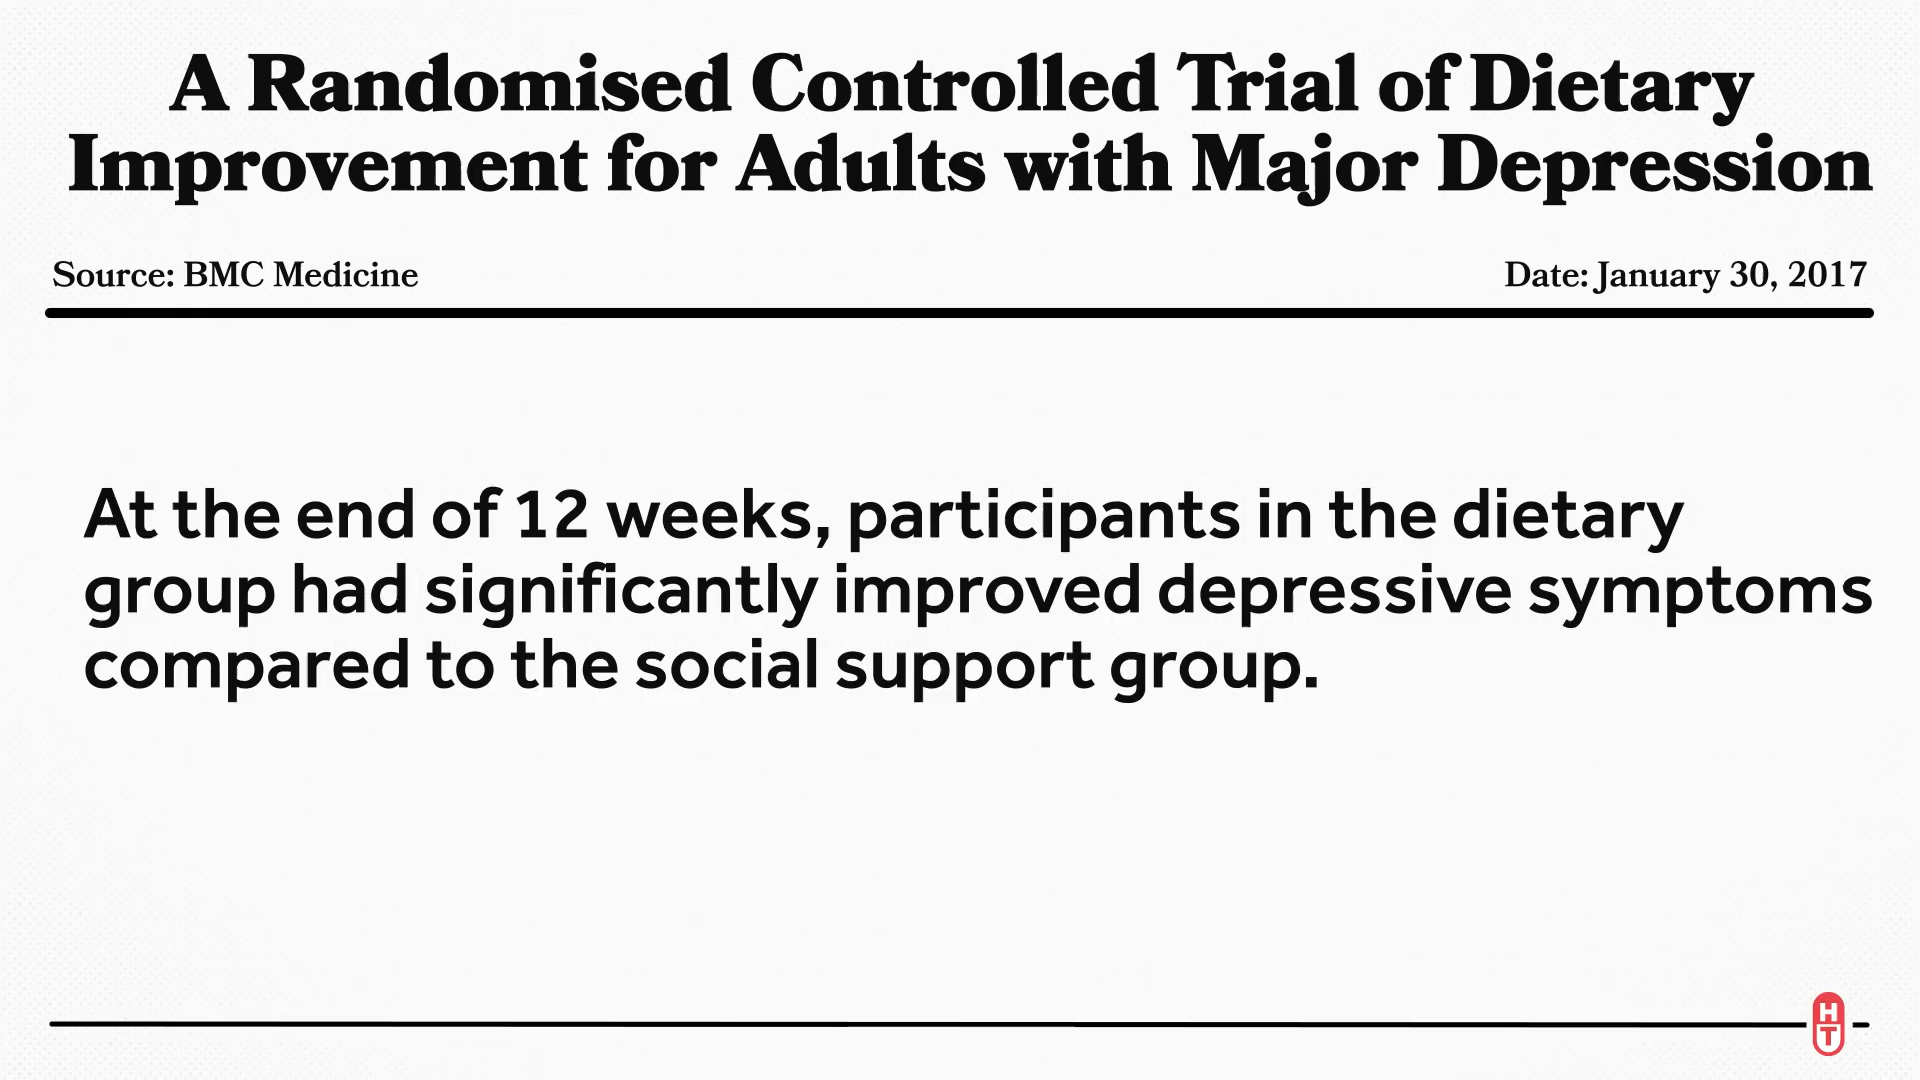 A Randomised Controlled Trial of Dietary
Improvement for Adults with Major Depression
Source: BMC Medicine
Date: January 30, 2017
At the end of 12 weeks, participants in the dietary
group had significantly improved depressive symptoms
compared to the social support group.
H
T